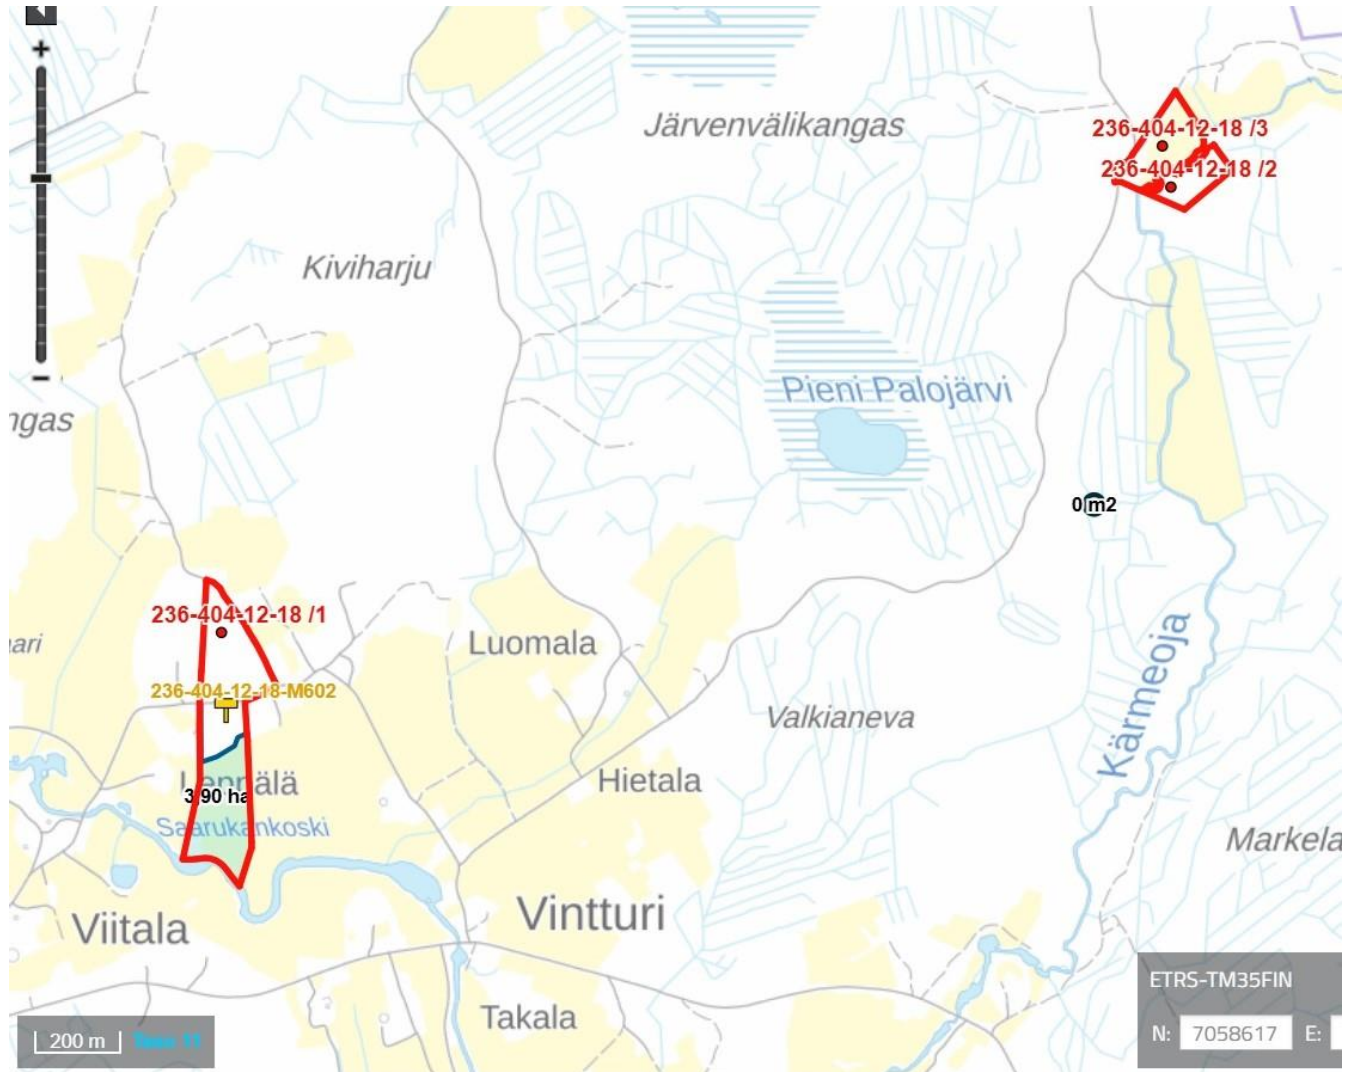 Järvenvälikangas
236-404-12-18 /3
236-404-12-18 /2
Kiviharju
Pieni Palojärvi
ngas
0 m2
236-404-12-18 /1
Luomala
ari
236-404-12-18-M602
Valkianeva
Kärmeoja
Hietala
3,90 ha
Saarukankoski
Markela
Viitala
Vintturi
Takala
ETRS-TM35FIN
N: 7058617 E:
200 m